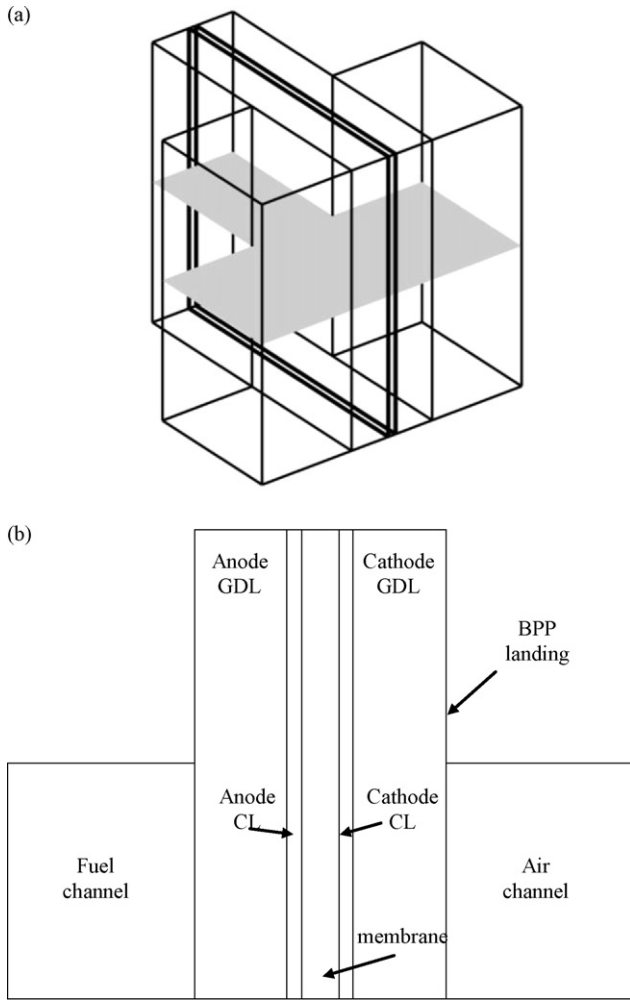 (a)
(b)
Anode
GDL
Cathode
GDL
BPP
landing
Anode
CL
Cathode
CL
Fuel
channel
Air
channel
membrane